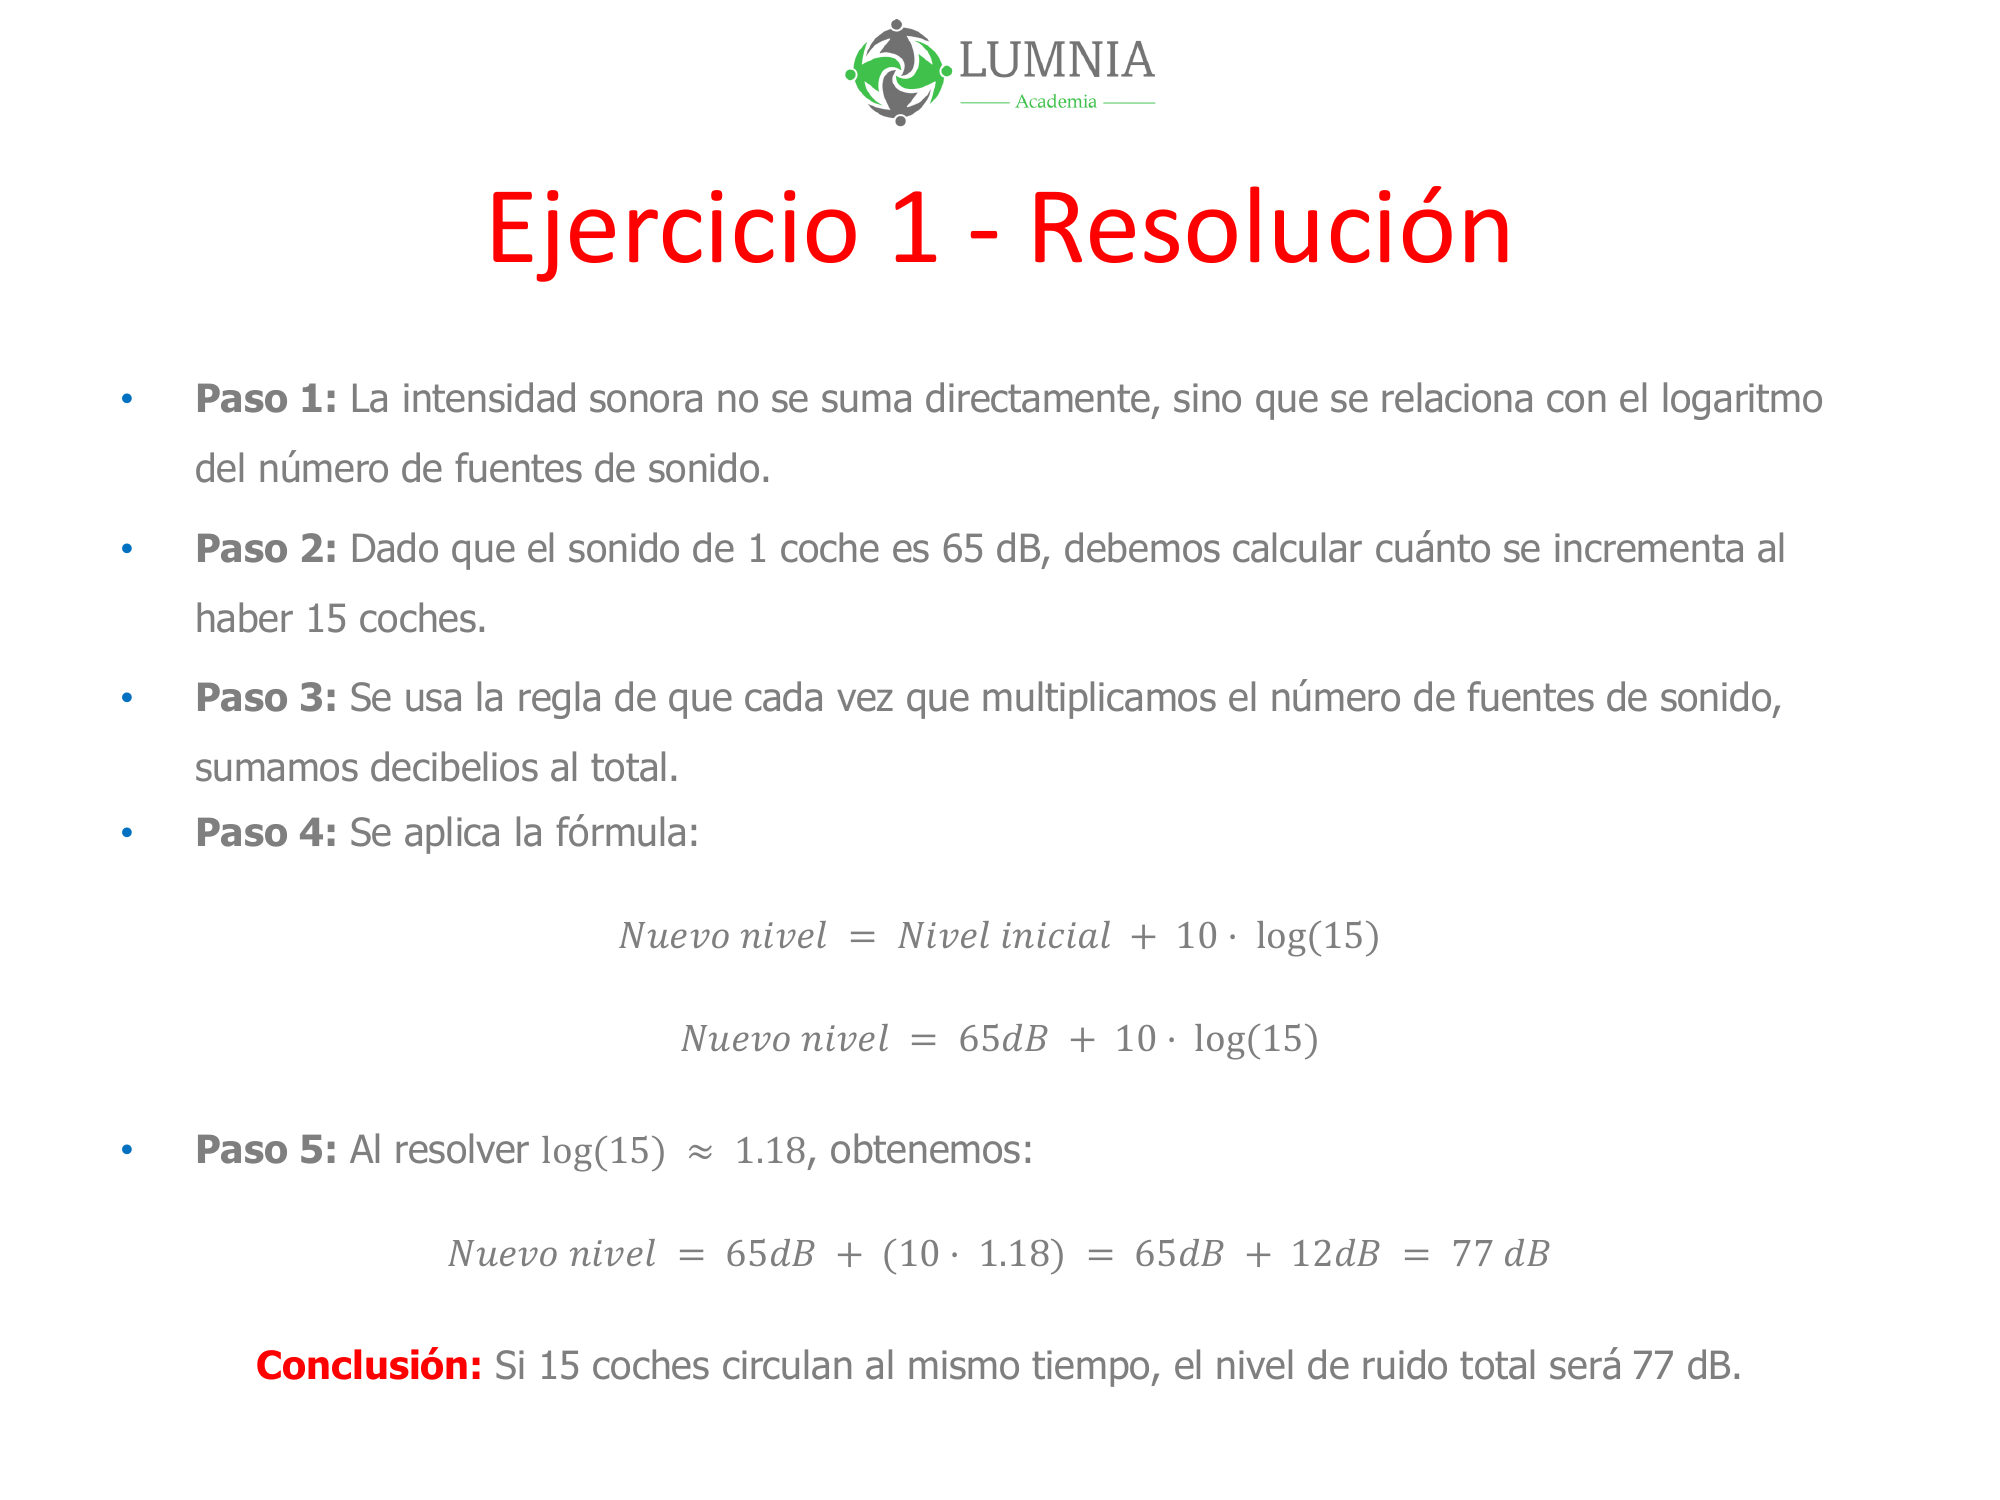 LUMNIA
Academia
Ejercicio 1 - Resolución
• Paso 1: La intensidad sonora no se suma directamente, sino que se relaciona con el logaritmo
del número de fuentes de sonido.
• Paso 2: Dado que el sonido de 1 coche es 65 dB, debemos calcular cuánto se incrementa al
haber 15 coches.
• Paso 3: Se usa la regla de que cada vez que multiplicamos el número de fuentes de sonido,
sumamos decibelios al total.
• Paso 4: Se aplica la fórmula:
Nuevo nivel = Nivel inicial + 10 · log(15)
Nuevo nivel = 65dB + 10 · log(15)
• Paso 5: Al resolver log(15) ≈ 1.18, obtenemos:
Nuevo nivel = 65dB + (10 · 1.18) = 65dB + 12dB = 77 dB
Conclusión: Si 15 coches circulan al mismo tiempo, el nivel de ruido total será 77 dB.